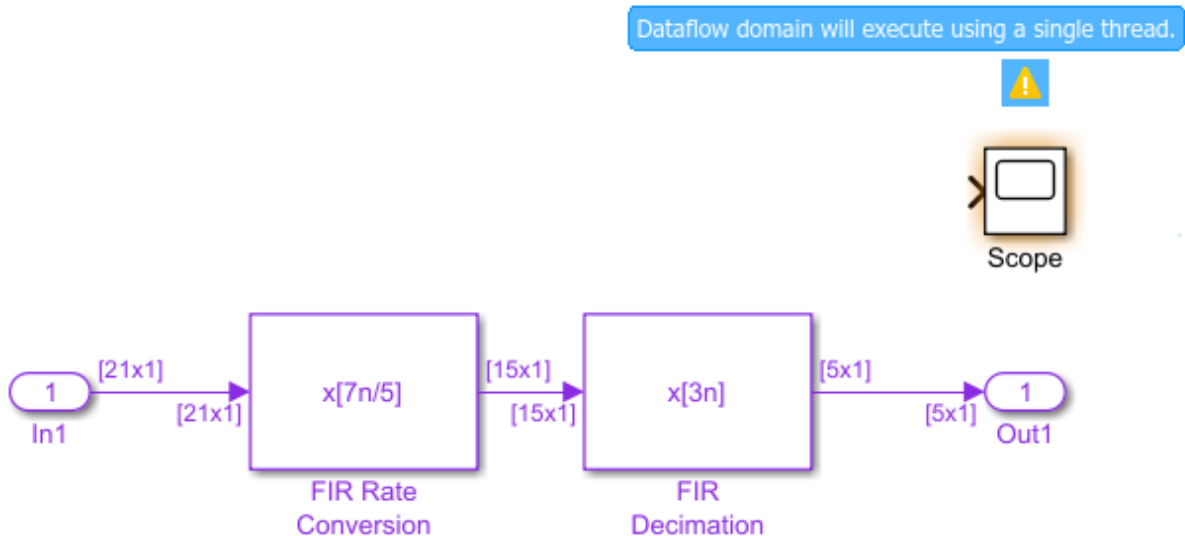 Dataflow domain will execute using a single thread.
Scope
[21x1]
[15x1]
[5x1]
1
x[7n/5]
x[3n]
1
[21x1]
[15x1]
[5x1]
In1
Out1
FIR Rate
Conversion
FIR
Decimation